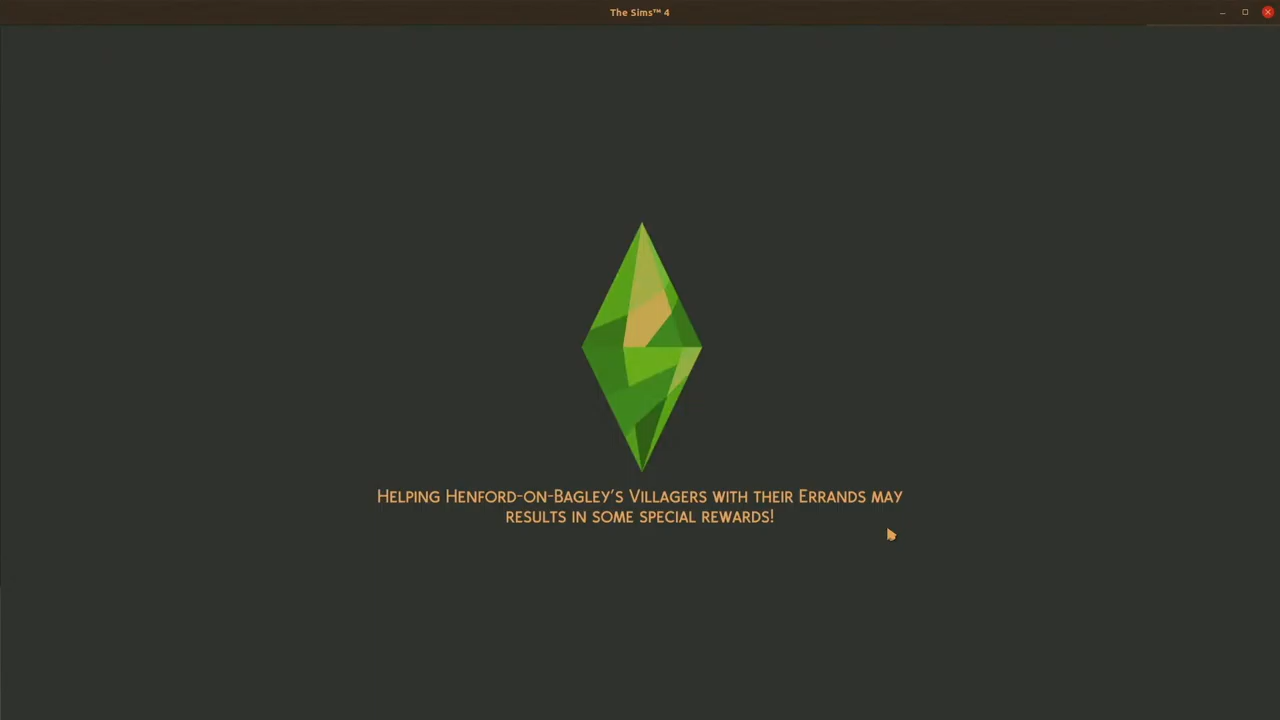 The Sims™ 4
Helping Henford-on-Bagley's Villagers with their Errands may
results in some special rewards!